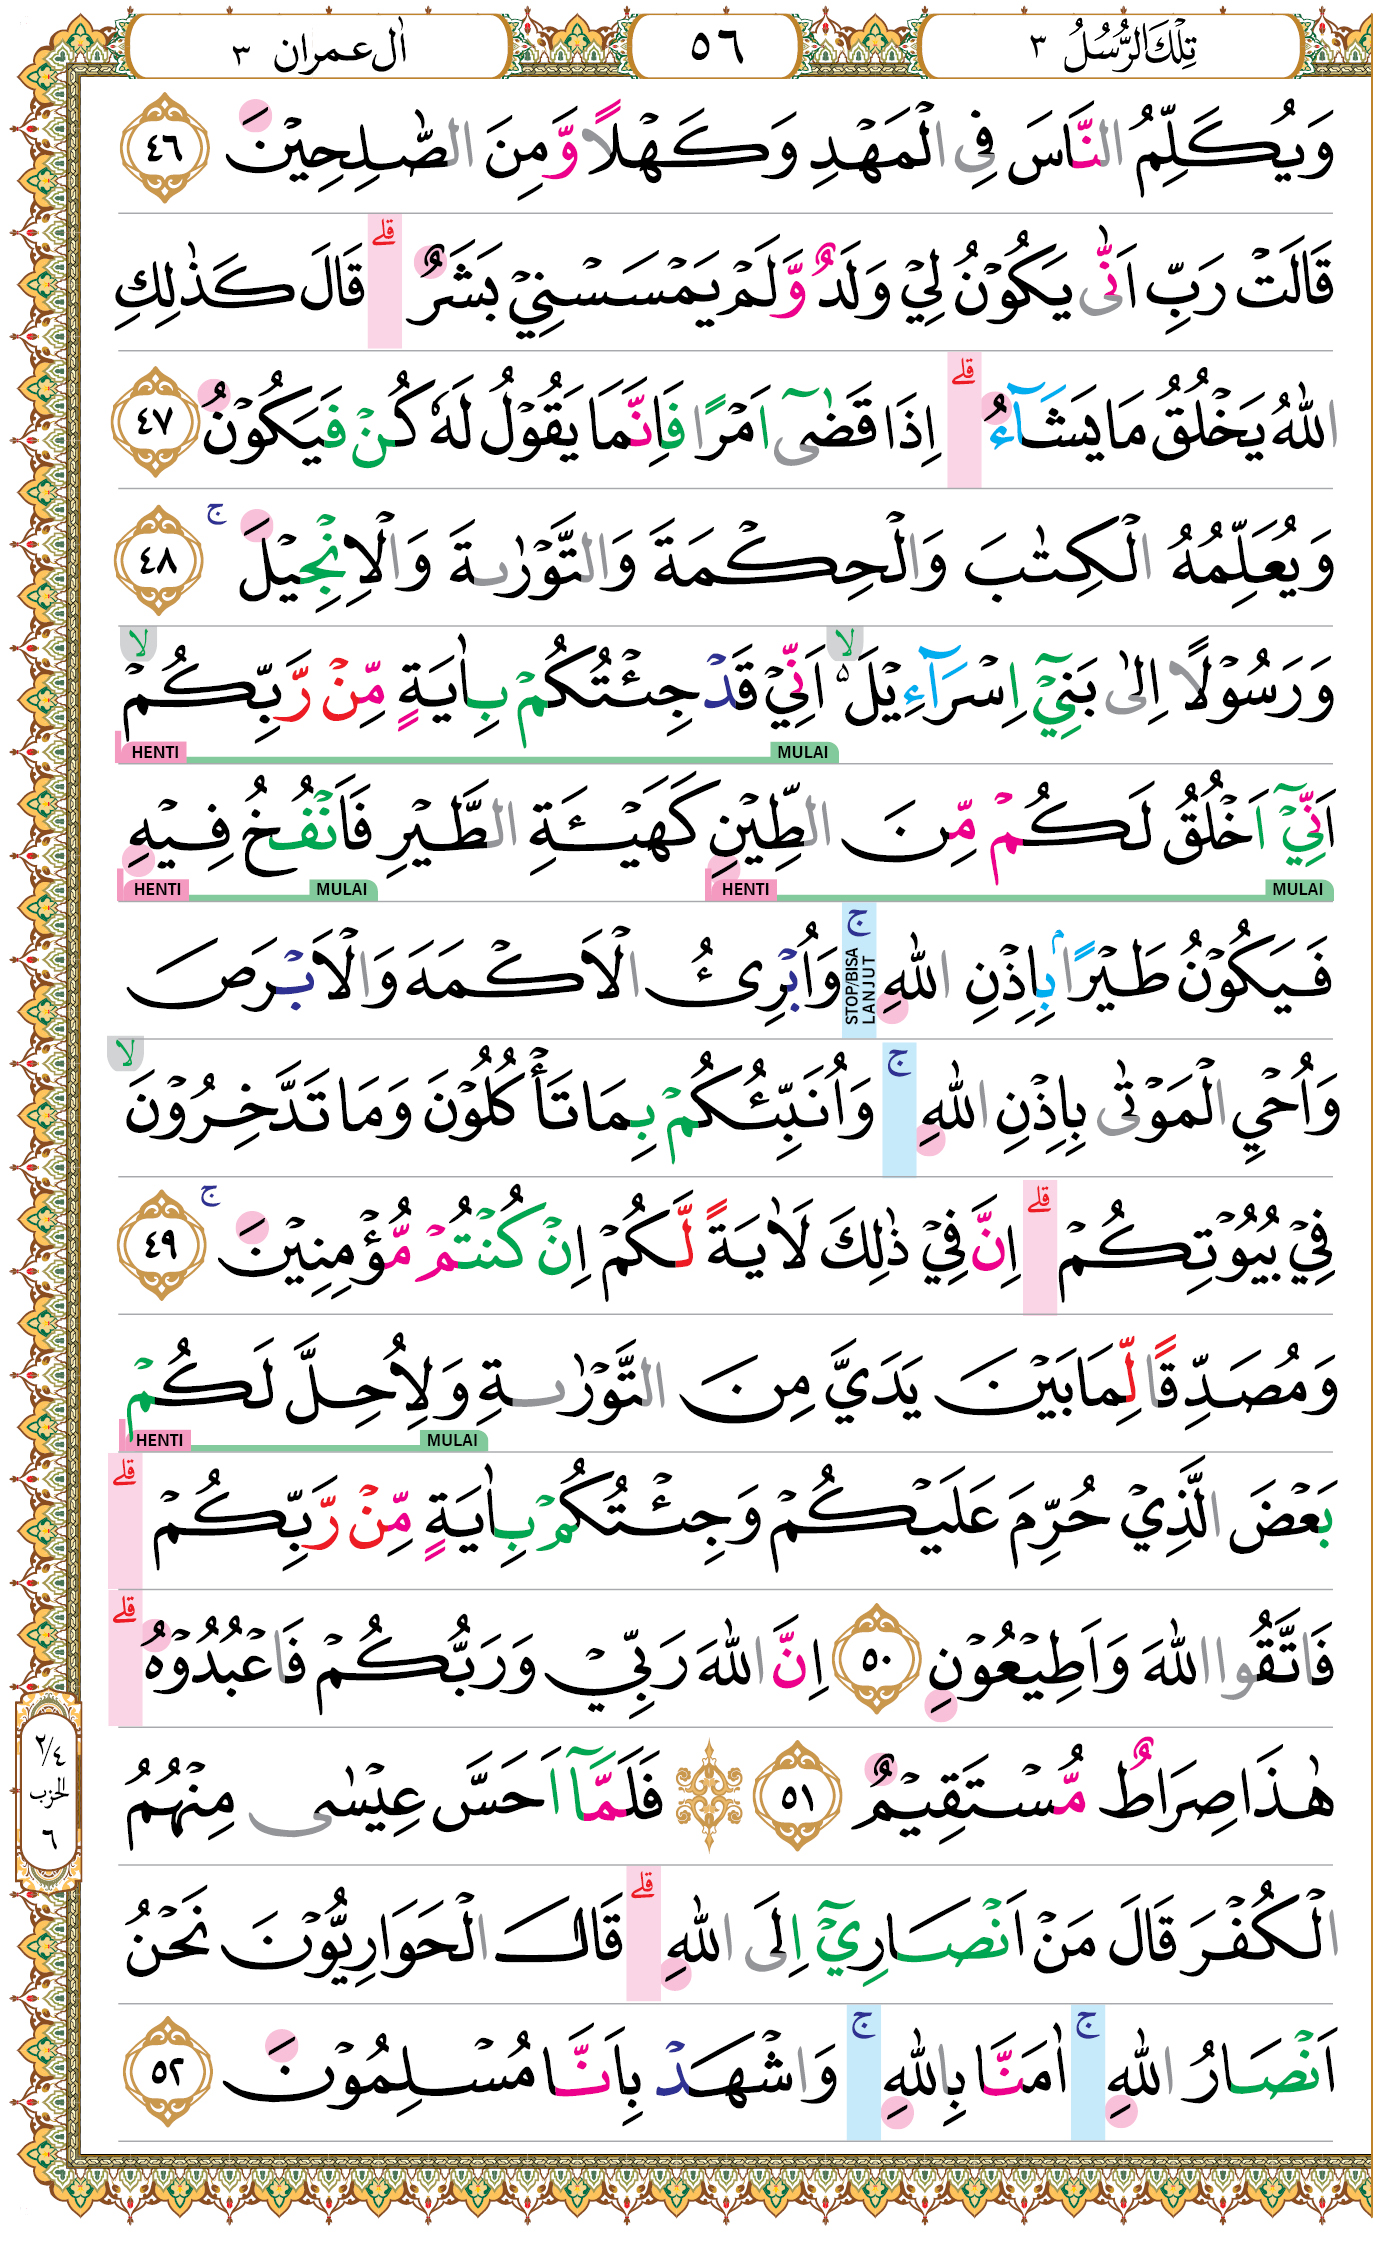 تِلْكَ الرُّسُلُ ٣ ٥٦ اٰل عمران ٣
وَيُكَلِّمُ النَّاسَ فِى الْمَهْدِ وَكَهْلًا وَّمِنَ الصّٰلِحِيْنَ ٤٦
قَالَتْ رَبِّ اَنّٰى يَكُوْنُ لِيْ وَلَدٌ وَّلَمْ يَمْسَسْنِيْ بَشَرٌ ۗ قَالَ كَذٰلِكِ
اللّٰهُ يَخْلُقُ مَا يَشَاۤءُ ۗ اِذَا قَضٰٓى اَمْرًا فَاِنَّمَا يَقُوْلُ لَهٗ كُنْ فَيَكُوْنُ ٤٧
وَيُعَلِّمُهُ الْكِتٰبَ وَالْحِكْمَةَ وَالتَّوْرٰىةَ وَالْاِنْجِيْلَ ۚ ٤٨
وَرَسُوْلًا اِلٰى بَنِيْٓ اِسْرَاۤءِيْلَ ەۙ اَنِّيْ قَدْ جِئْتُكُمْ بِاٰيَةٍ مِّنْ رَّبِّكُمْ ۙ
HENTI MULAI
اَنِّيْٓ اَخْلُقُ لَكُمْ مِّنَ الطِّيْنِ كَهَيْـَٔةِ الطَّيْرِ فَاَنْفُخُ فِيْهِ
HENTI MULAI HENTI MULAI
فَيَكُوْنُ طَيْرًاۢ بِاِذْنِ اللّٰهِ ۚ STOP/BISA LANJUT وَاُبْرِئُ الْاَكْمَهَ وَالْاَبْرَصَ
وَاُحْيِ الْمَوْتٰى بِاِذْنِ اللّٰهِ ۚ وَاُنَبِّئُكُمْ بِمَا تَأْكُلُوْنَ وَمَا تَدَّخِرُوْنَ ۙ
فِيْ بُيُوْتِكُمْ ۗ اِنَّ فِيْ ذٰلِكَ لَاٰيَةً لَّكُمْ اِنْ كُنْتُمْ مُّؤْمِنِيْنَ ۚ ٤٩
وَمُصَدِّقًا لِّمَا بَيْنَ يَدَيَّ مِنَ التَّوْرٰىةِ وَلِاُحِلَّ لَكُمْ
HENTI MULAI
بَعْضَ الَّذِيْ حُرِّمَ عَلَيْكُمْ وَجِئْتُكُمْ بِاٰيَةٍ مِّنْ رَّبِّكُمْ ۗ
فَاتَّقُوا اللّٰهَ وَاَطِيْعُوْنِ ٥٠ اِنَّ اللّٰهَ رَبِّيْ وَرَبُّكُمْ فَاعْبُدُوْهُ ۗ
هٰذَا صِرَاطٌ مُّسْتَقِيْمٌ ٥١ فَلَمَّآ اَحَسَّ عِيْسٰى مِنْهُمُ
٢/٤ الحزب ٦
الْكُفْرَ قَالَ مَنْ اَنْصَارِيْٓ اِلَى اللّٰهِ ۗ قَالَ الْحَوَارِيُّوْنَ نَحْنُ
اَنْصَارُ اللّٰهِ ۚ اٰمَنَّا بِاللّٰهِ ۚ وَاشْهَدْ بِاَنَّا مُسْلِمُوْنَ ٥٢